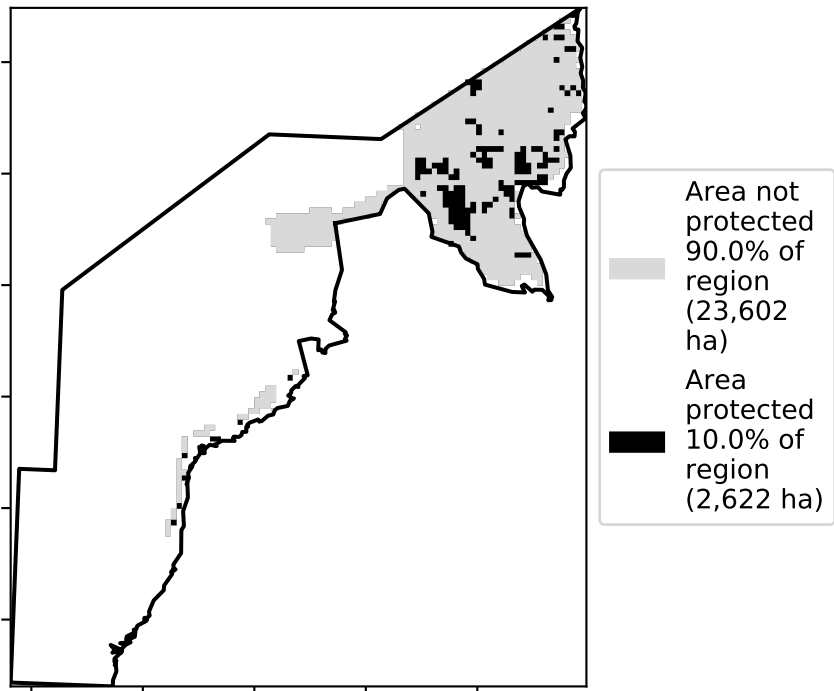 Area not
protected
90.0% of
region
(23,602
ha)
Area
protected
10.0% of
region
(2,622 ha)